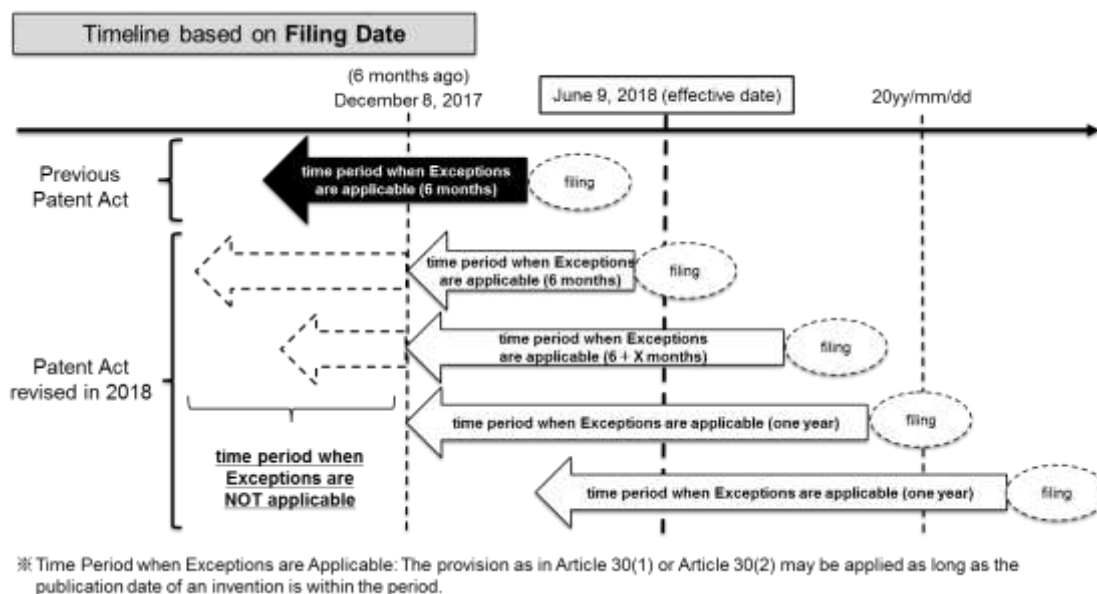 Timeline based on Filing Date
(6 months ago)
December 8, 2017
June 9, 2018 (effective date)
20yy/mm/dd
Previous
Patent Act
time period when Exceptions
are applicable (6 months)
filing
time period when Exceptions
are applicable (6 months)
filing
time period when Exceptions
are applicable (6 + X months)
filing
Patent Act
revised in 2018
time period when Exceptions are applicable (one year)
filing
time period when
Exceptions are
NOT applicable
time period when Exceptions are applicable (one year)
filing
※ Time Period when Exceptions are Applicable: The provision as in Article 30(1) or Article 30(2) may be applied as long as the
publication date of an invention is within the period.